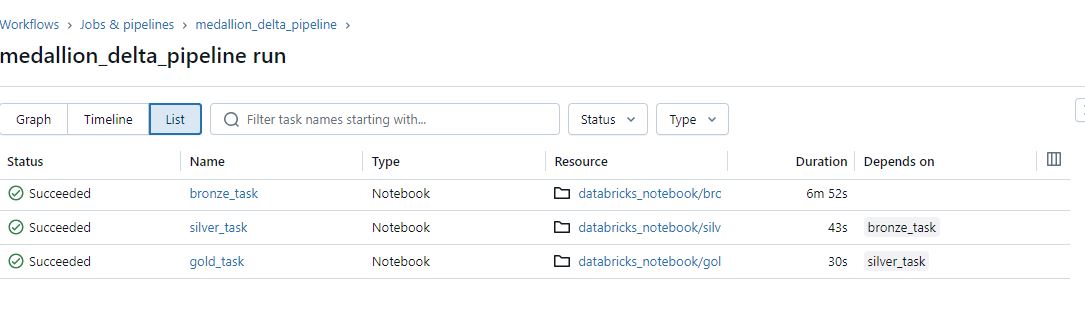 Workflows > Jobs & pipelines > medallion_delta_pipeline >
medallion_delta_pipeline run
Graph Timeline List Filter task names starting with... Status Type
Status Name Type Resource Duration Depends on
Succeeded bronze_task Notebook databricks_notebook/brc 6m 52s
Succeeded silver_task Notebook databricks_notebook/silv 43s bronze_task
Succeeded gold_task Notebook databricks_notebook/gol 30s silver_task